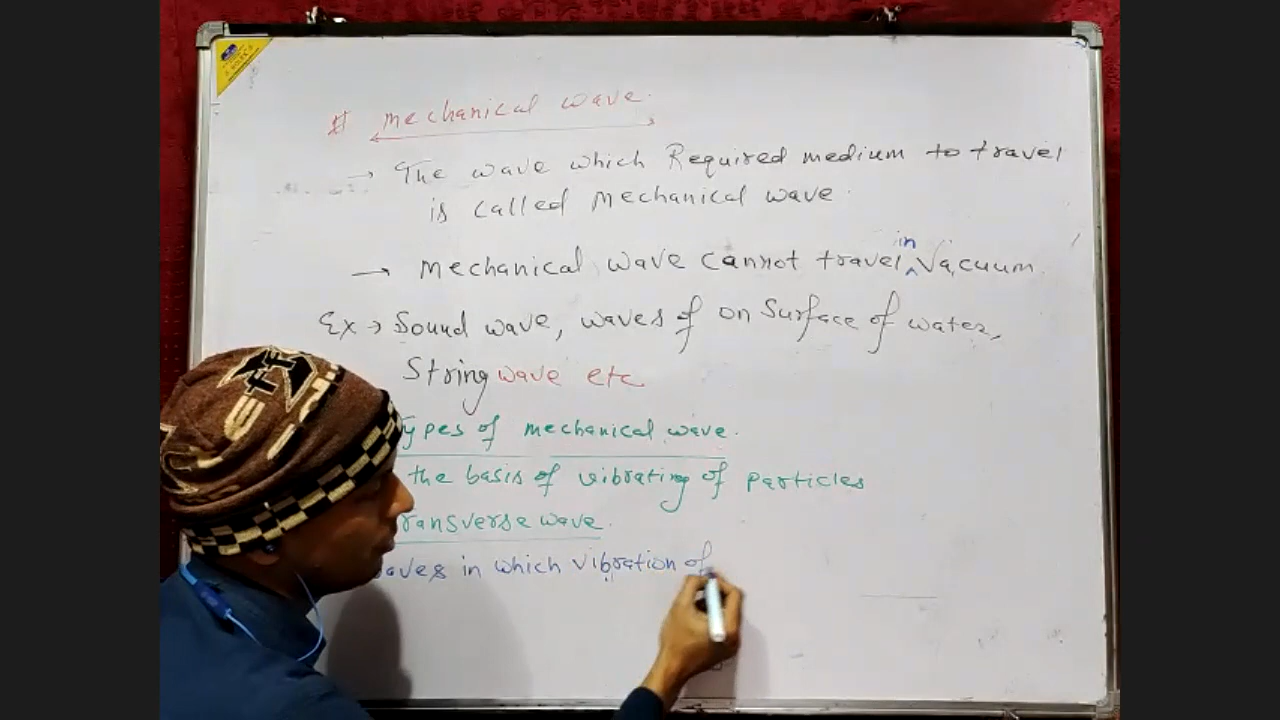 # Mechanical wave.
→ The wave which Required medium to travel
is called Mechanical wave.
→ Mechanical wave cannot travel in Vacuum.
Ex → Sound wave, waves of on Surface of water,
String wave etc
ypes of mechanical wave.
the basis of vibrating of particles
ransverse wave.
aves in which vibration of